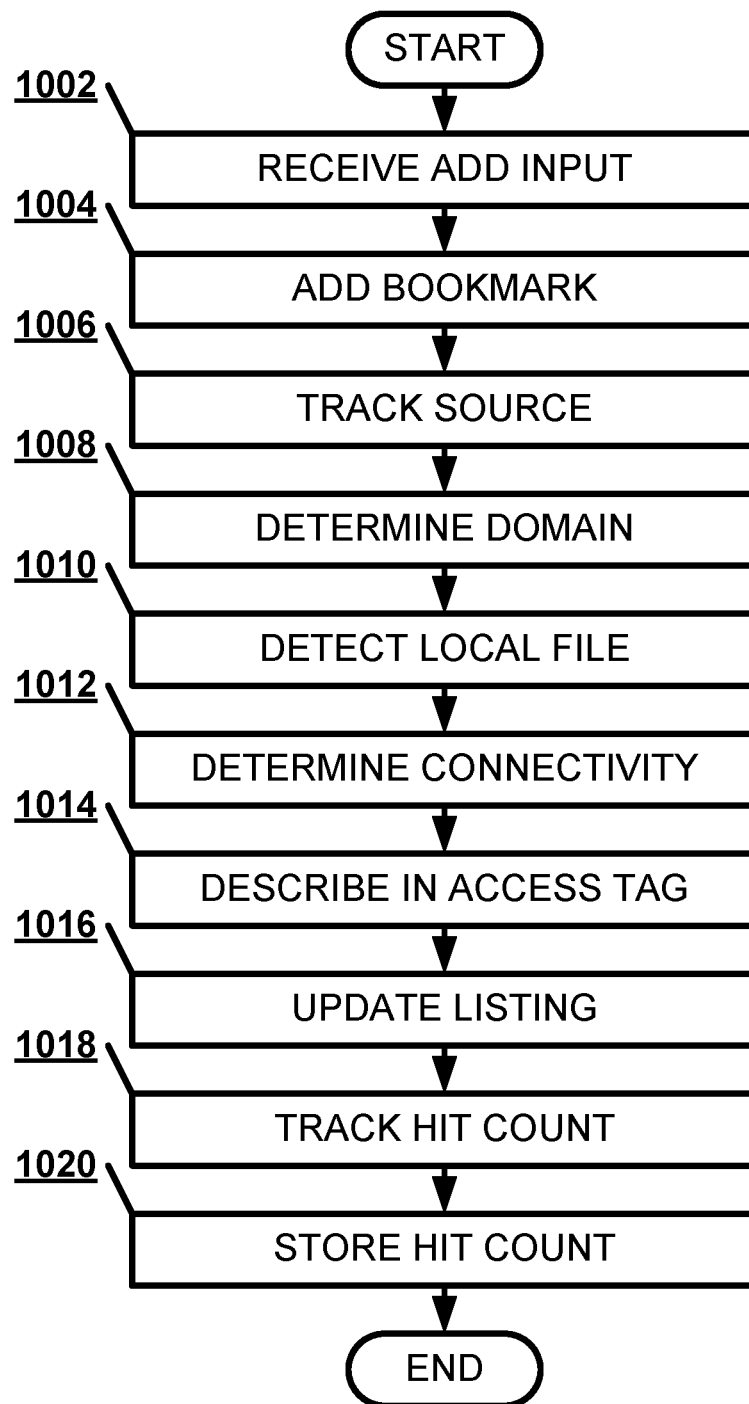 START
1002
RECEIVE ADD INPUT
1004
ADD BOOKMARK
1006
TRACK SOURCE
1008
DETERMINE DOMAIN
1010
DETECT LOCAL FILE
1012
DETERMINE CONNECTIVITY
1014
DESCRIBE IN ACCESS TAG
1016
UPDATE LISTING
1018
TRACK HIT COUNT
1020
STORE HIT COUNT
END